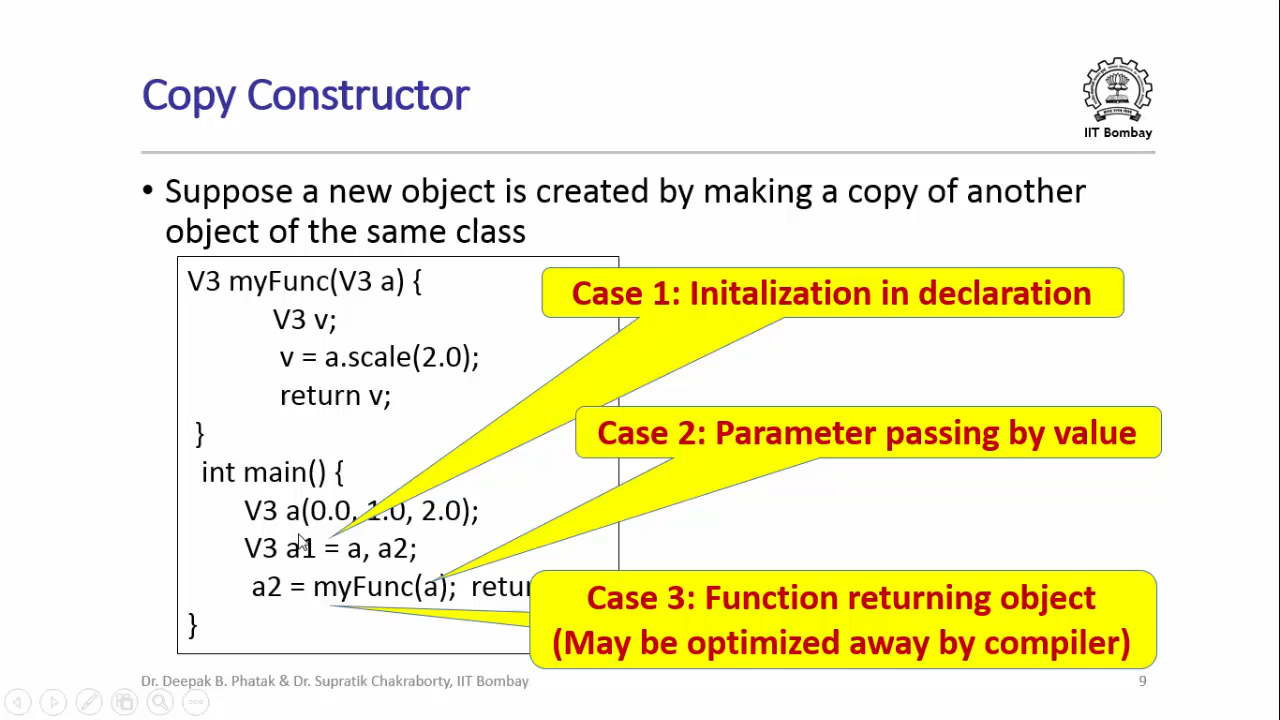 Copy Constructor
IIT Bombay
• Suppose a new object is created by making a copy of another
object of the same class
V3 myFunc(V3 a) {
V3 v;
v = a.scale(2.0);
return v;
}
int main() {
V3 a(0.0, 1.0, 2.0);
V3 a1 = a, a2;
a2 = myFunc(a); retur
}
Case 1: Initalization in declaration
Case 2: Parameter passing by value
Case 3: Function returning object
(May be optimized away by compiler)
Dr. Deepak B. Phatak & Dr. Supratik Chakraborty, IIT Bombay
9